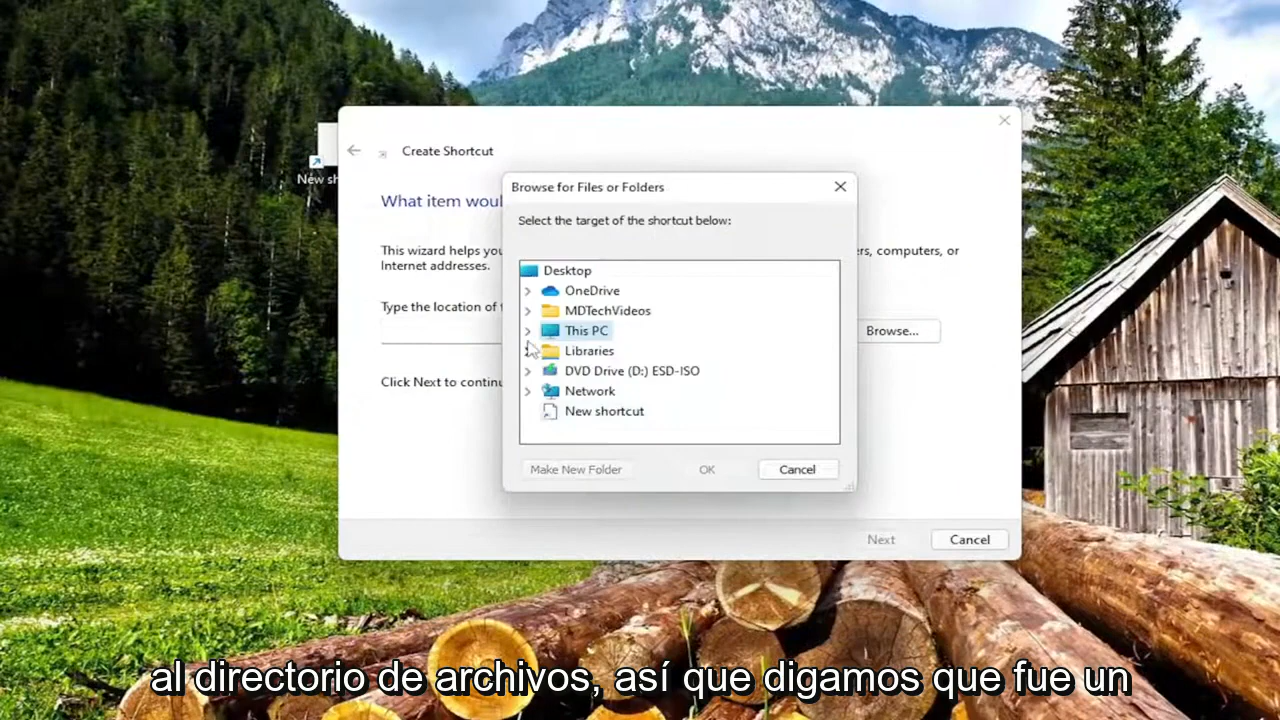 New sh
Create Shortcut
What item woul
This wizard helps you
rs, computers, or
Internet addresses.
Type the location of t
Browse...
Click Next to continu
Browse for Files or Folders
Select the target of the shortcut below:
Desktop
OneDrive
MDTechVideos
This PC
Libraries
DVD Drive (D:) ESD-ISO
Network
New shortcut
Make New Folder
OK
Cancel
Next
Cancel
al directorio de archivos, así que digamos que fue un